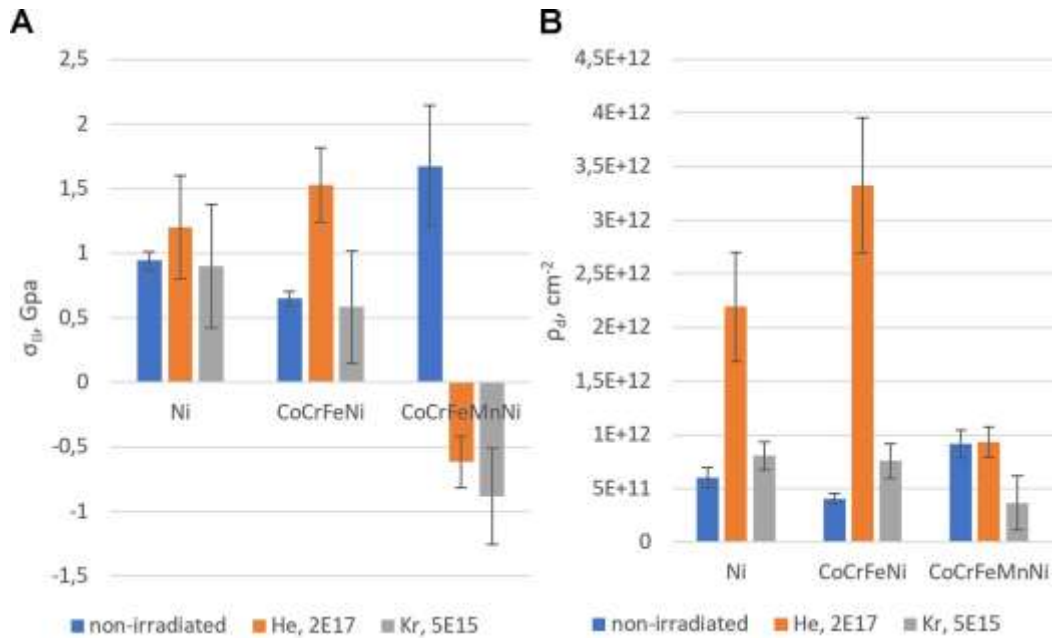 A
2,5
2
1,5
1
0,5
0
-0,5
-1
-1,5
Gpa
Ni CoCrFeNi CoCrFeMnNi
non-irradiated He, 2E17 Kr, 5E15
B
4,5E+12
4E+12
3,5E+12
3E+12
2,5E+12
2E+12
1,5E+12
1E+12
5E+11
0
ρd, cm-2
Ni CoCrFeNi CoCrFeMnNi
non-irradiated He, 2E17 Kr, 5E15